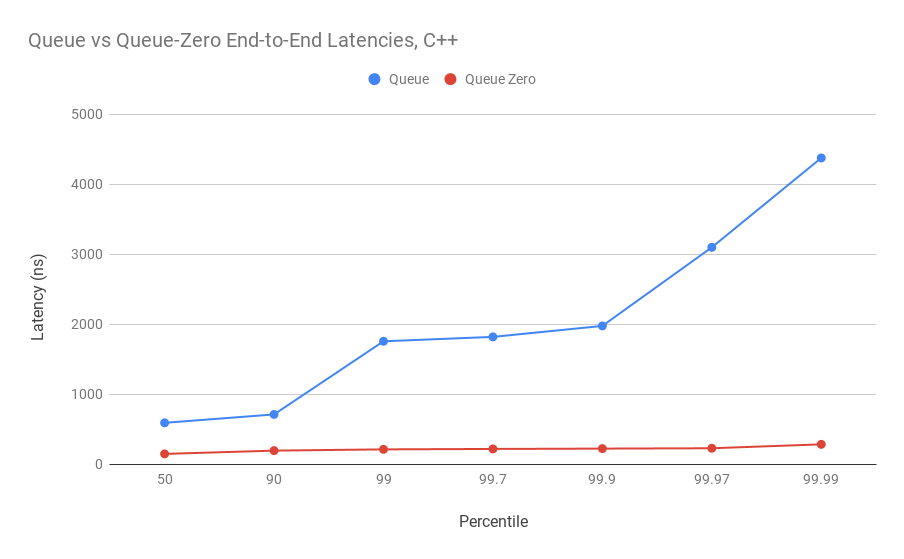 Queue vs Queue-Zero End-to-End Latencies, C++
Queue Queue Zero
5000
4000
3000
2000
1000
0
Latency (ns)
50 90 99 99.7 99.9 99.97 99.99
Percentile